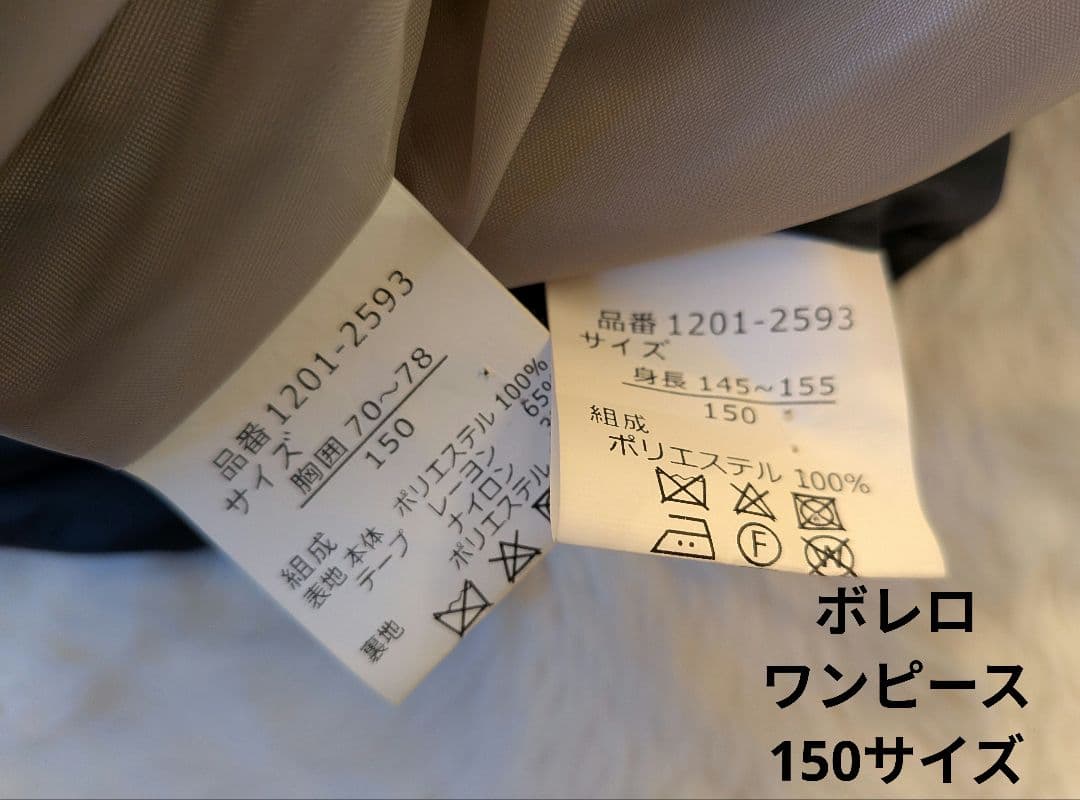 品番 1201-2593
サイズ
胸囲 70~78
150
組成
表地 本体 ポリエステル 100%
テープ レーヨン 65%
ナイロン
裏地 ポリエステル
品番 1201-2593
サイズ
身長 145~155
150
組成
ポリエステル 100%
F
W
ボレロ
ワンピース
150サイズ